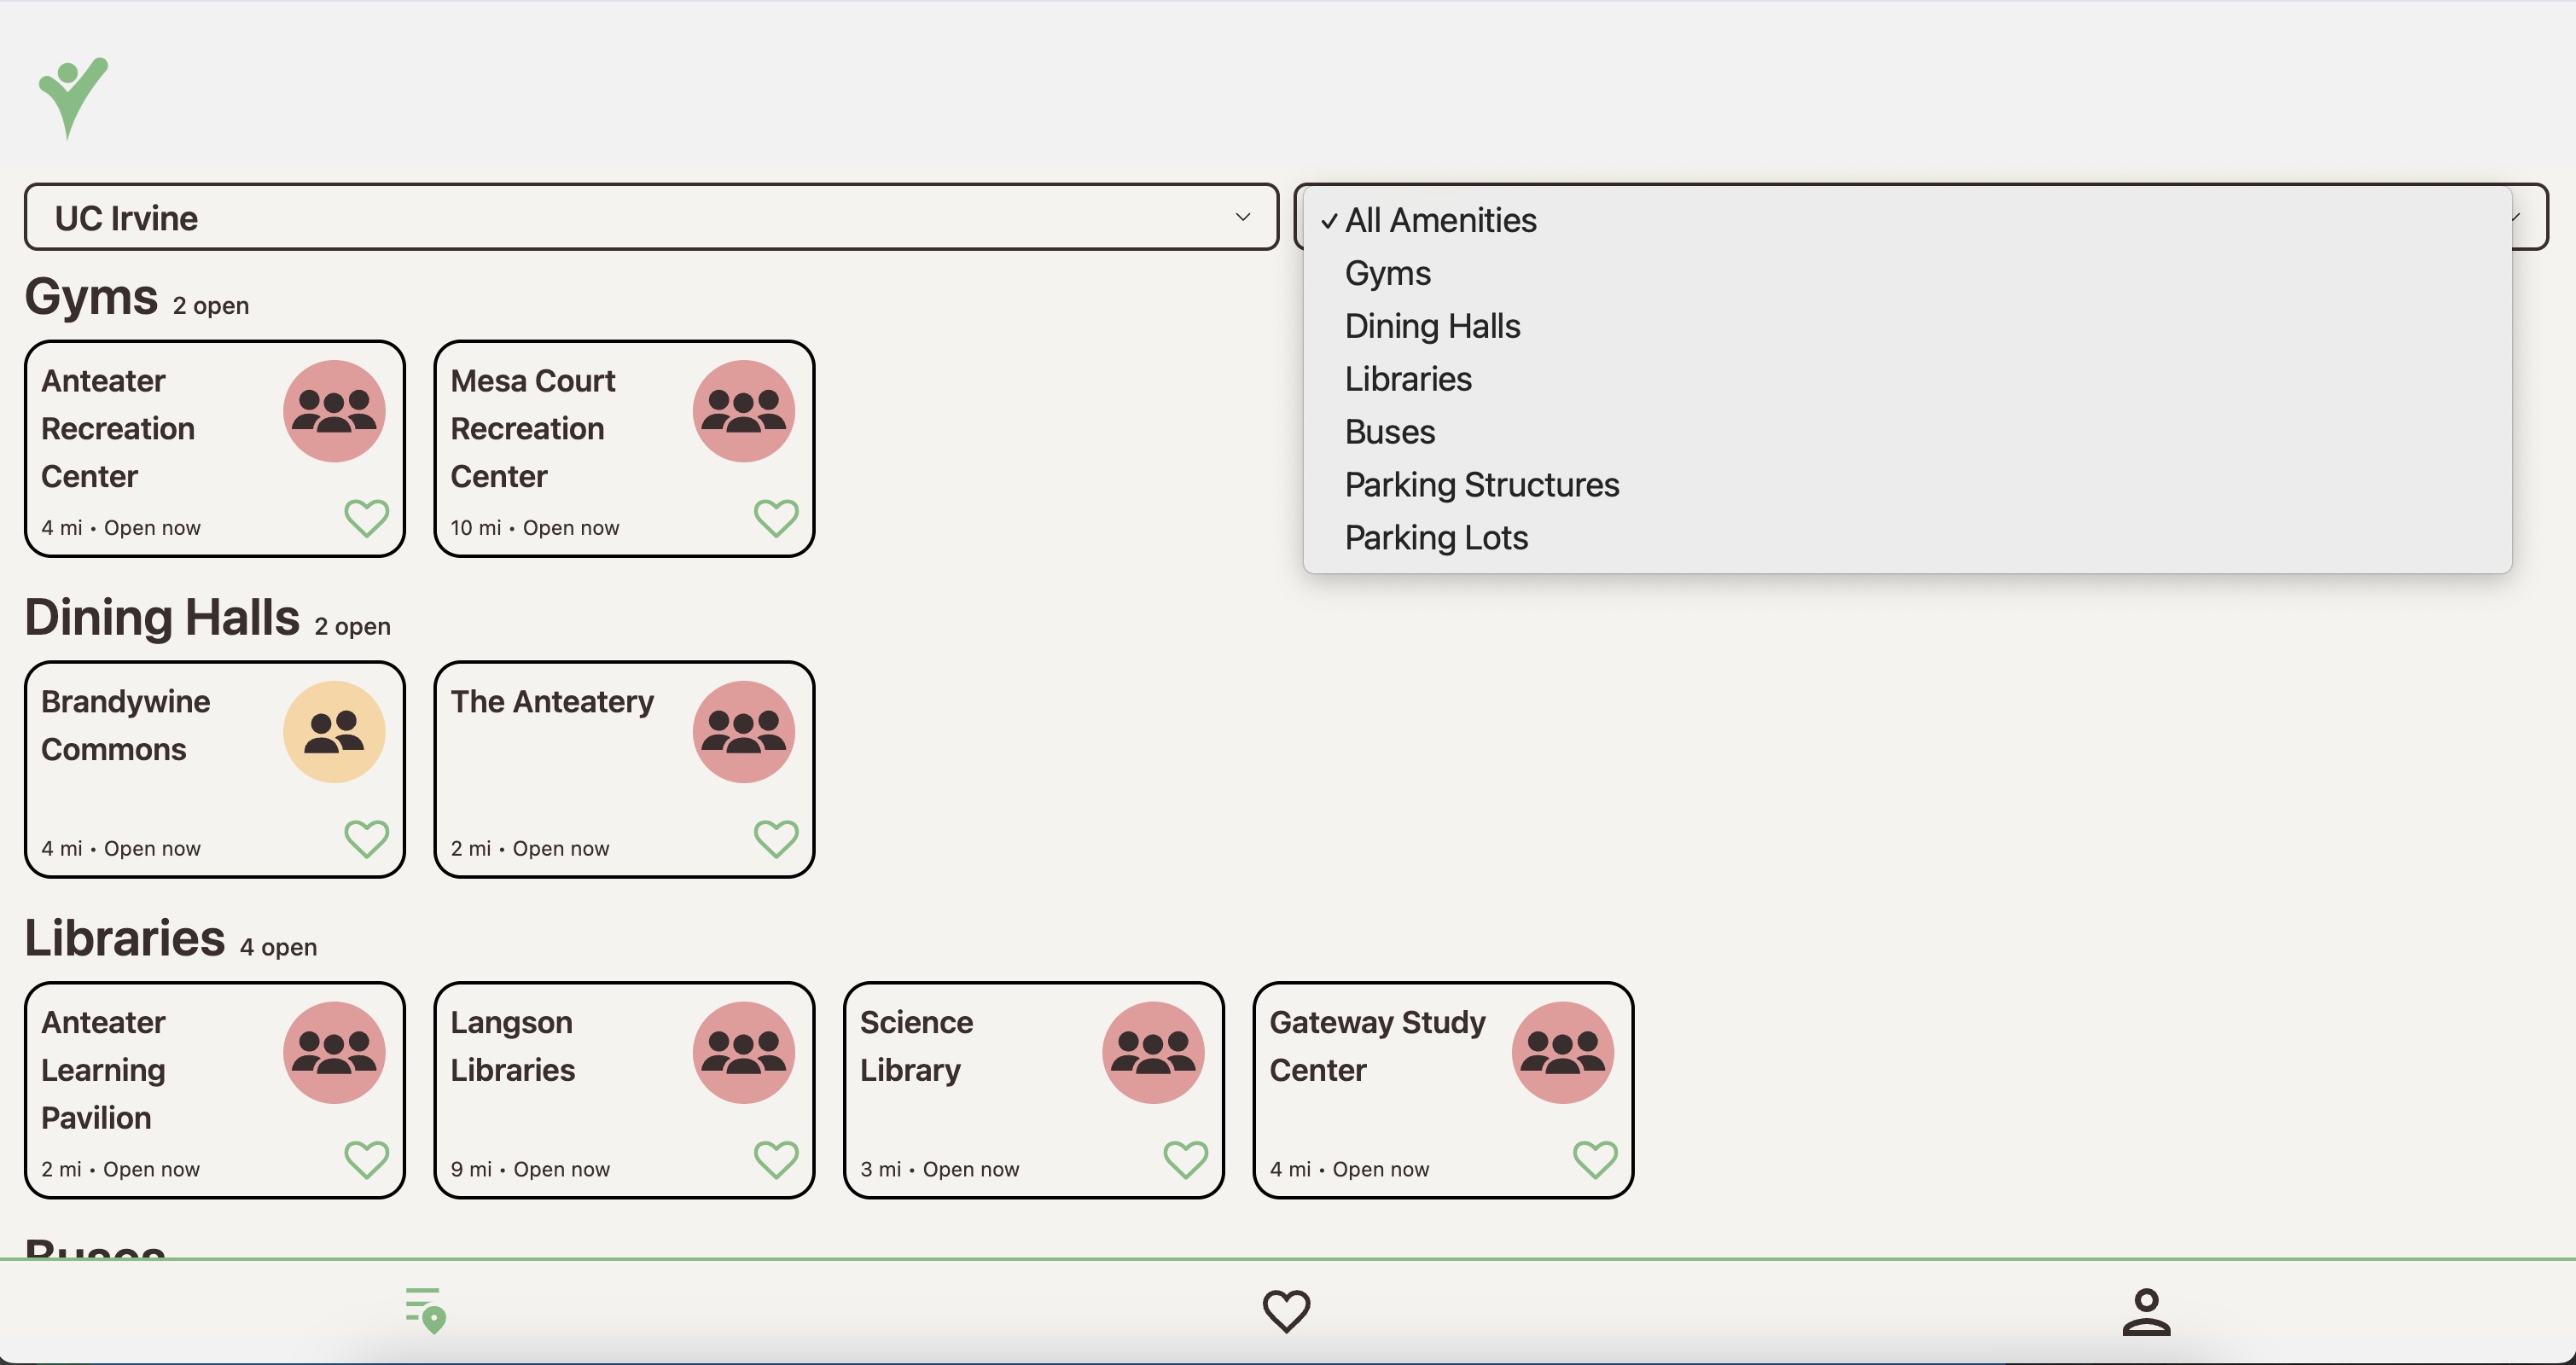 UC Irvine
✓ All Amenities
Gyms
Dining Halls
Libraries
Buses
Parking Structures
Parking Lots
Gyms 2 open
Anteater
Recreation
Center
4 mi • Open now
Mesa Court
Recreation
Center
10 mi • Open now
Dining Halls 2 open
Brandywine
Commons
4 mi • Open now
The Anteatery
2 mi • Open now
Libraries 4 open
Anteater
Learning
Pavilion
2 mi • Open now
Langson
Libraries
9 mi • Open now
Science
Library
3 mi • Open now
Gateway Study
Center
4 mi • Open now
Buses